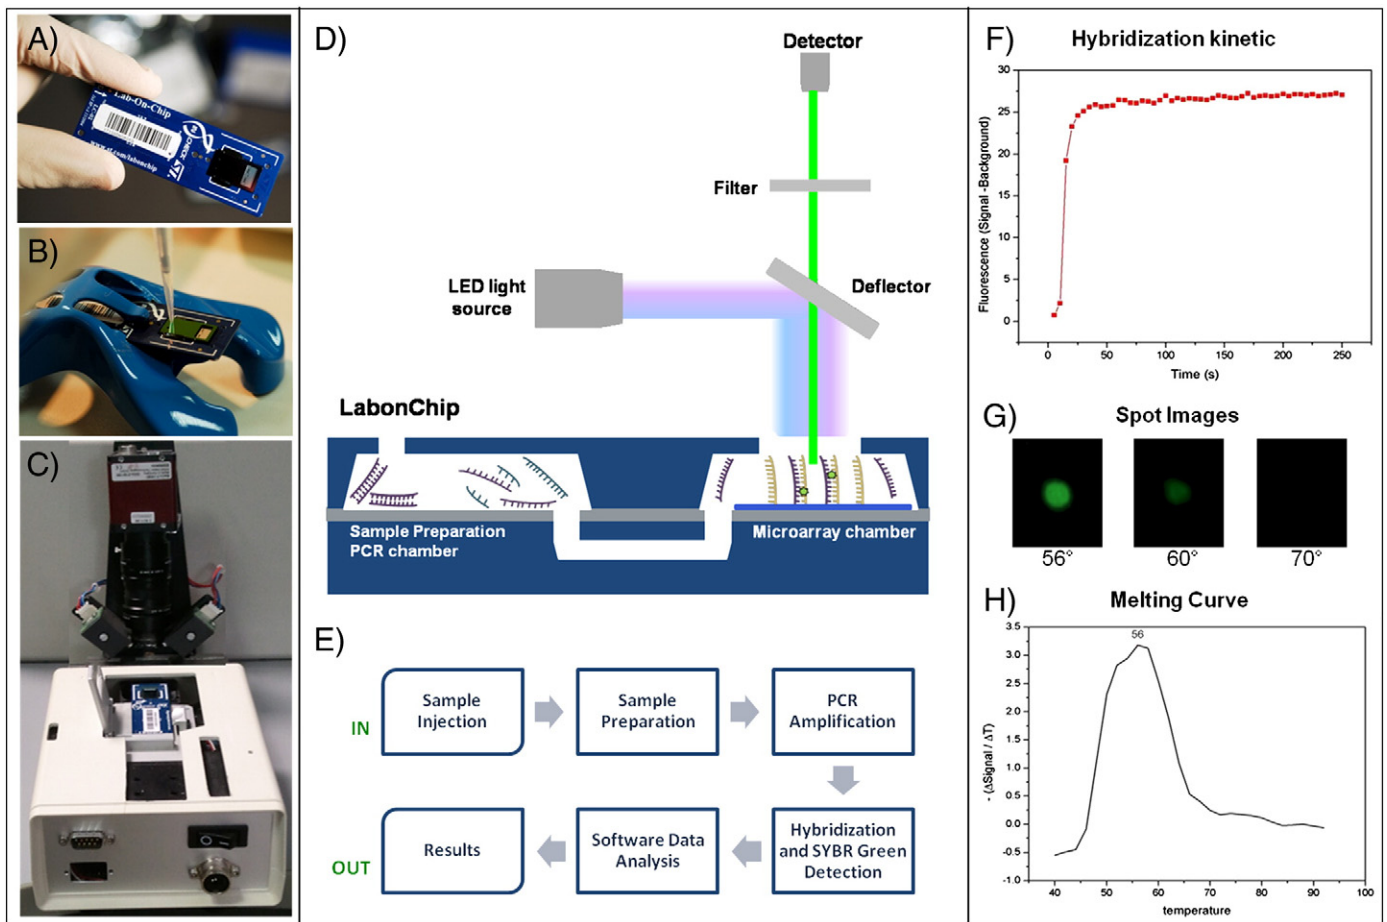 A)
Lab-On-Chip
www.st.com/labonchip
B)
C)
D)
Detector
Filter
LED light
source
Deflector
LabonChip
Sample Preparation
PCR chamber
Microarray chamber
E)
IN
Sample
Injection
Sample
Preparation
PCR
Amplification
OUT
Results
Software Data
Analysis
Hybridization
and SYBR Green
Detection
F)
Hybridization kinetic
Fluorescence (Signal -Background)
30
25
20
15
10
5
0
0 50 100 150 200 250
Time (s)
G)
Spot Images
56°
60°
70°
H)
Melting Curve
- (ΔSignal / ΔT)
3.5
3.0
2.5
2.0
1.5
1.0
0.5
0.0
-0.5
-1.0
56
40 50 60 70 80 90 100
temperature